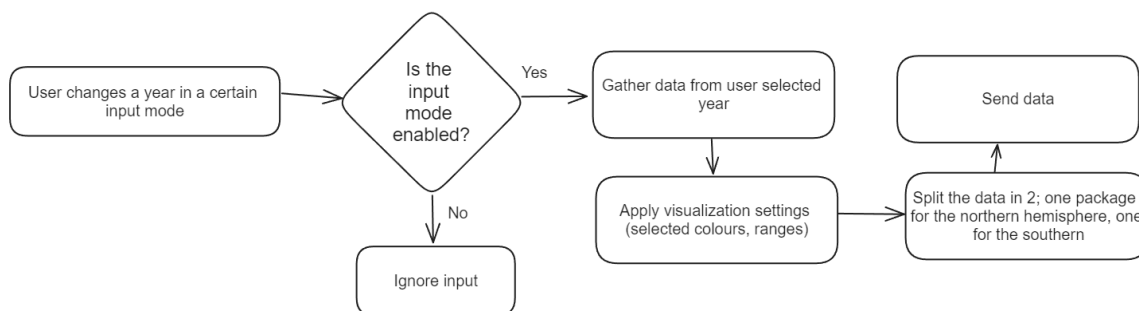 User changes a year in a certain
input mode
Is the
input
mode
enabled?
Yes
No
Ignore input
Gather data from user selected
year
Apply visualization settings
(selected colours, ranges)
Split the data in 2; one package
for the northern hemisphere, one
for the southern
Send data